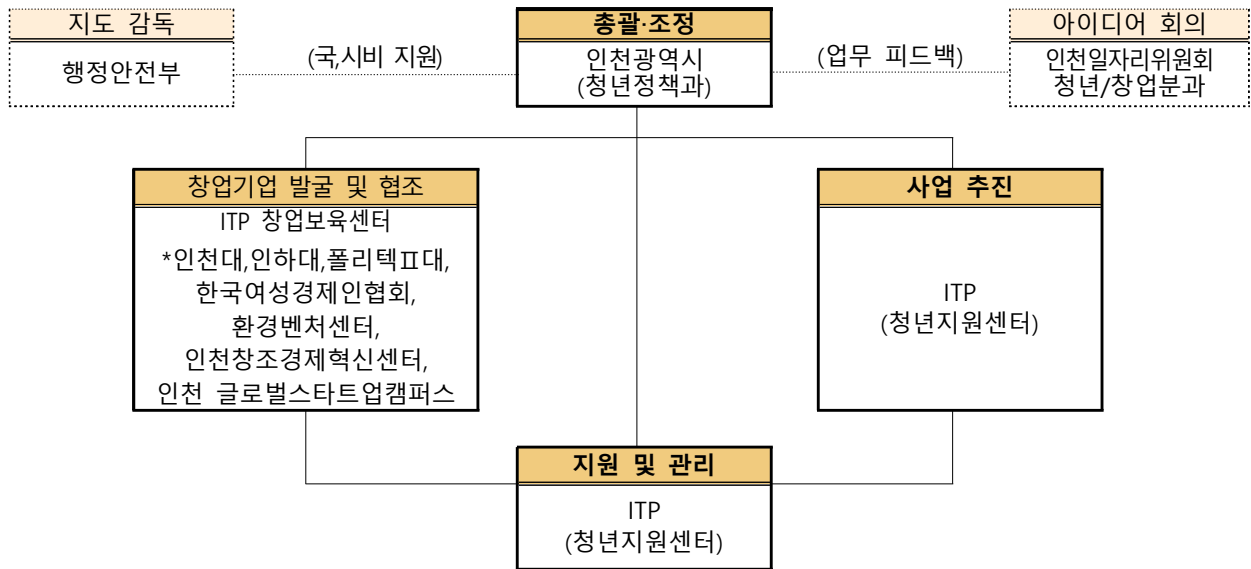 지도 감독
행정안전부
(국,시비 지원)
총괄·조정
인천광역시
(청년정책과)
(업무 피드백)
아이디어 회의
인천일자리위원회
청년/창업분과
창업기업 발굴 및 협조
ITP 창업보육센터
*인천대,인하대,폴리텍Ⅱ대,
한국여성경제인협회,
환경벤처센터,
인천창조경제혁신센터,
인천 글로벌스타트업캠퍼스
사업 추진
ITP
(청년지원센터)
지원 및 관리
ITP
(청년지원센터)